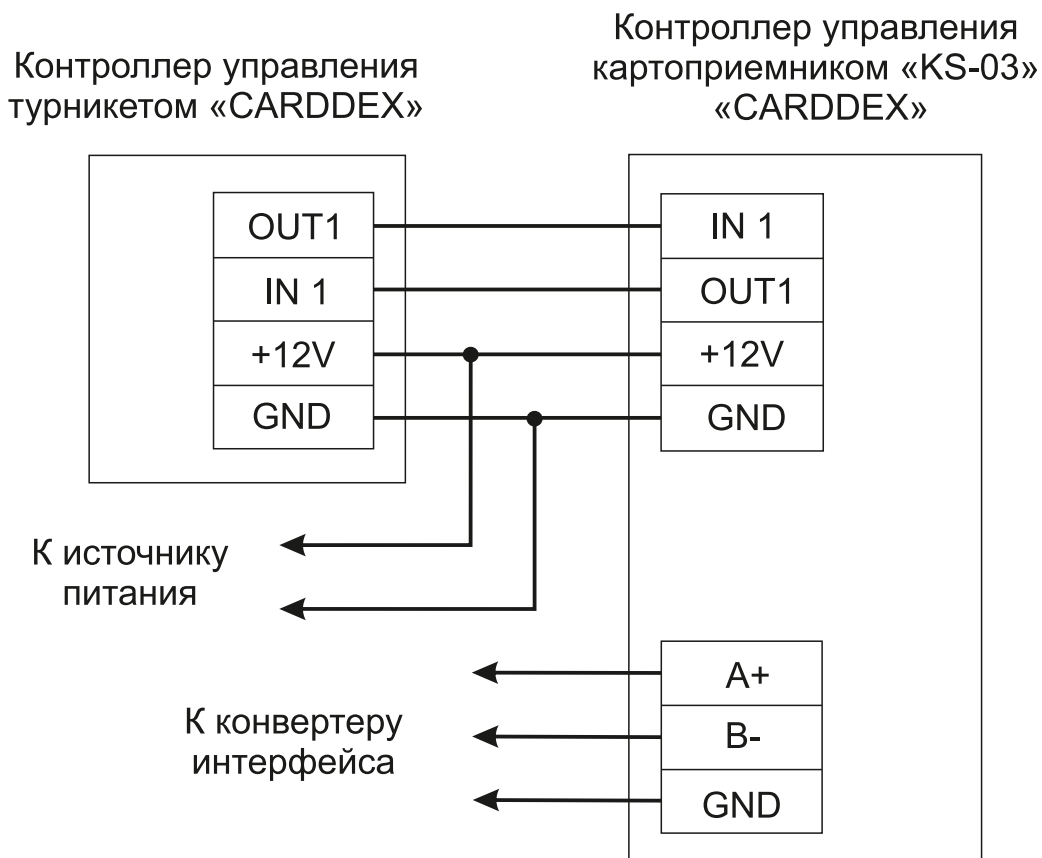 Контроллер управления
турникетом «CARDDEX»
Контроллер управления
картоприемником «KS-03»
«CARDDEX»
OUT1
IN 1
+12V
GND
IN 1
OUT1
+12V
GND
К источнику
питания
К конвертеру
интерфейса
A+
B-
GND